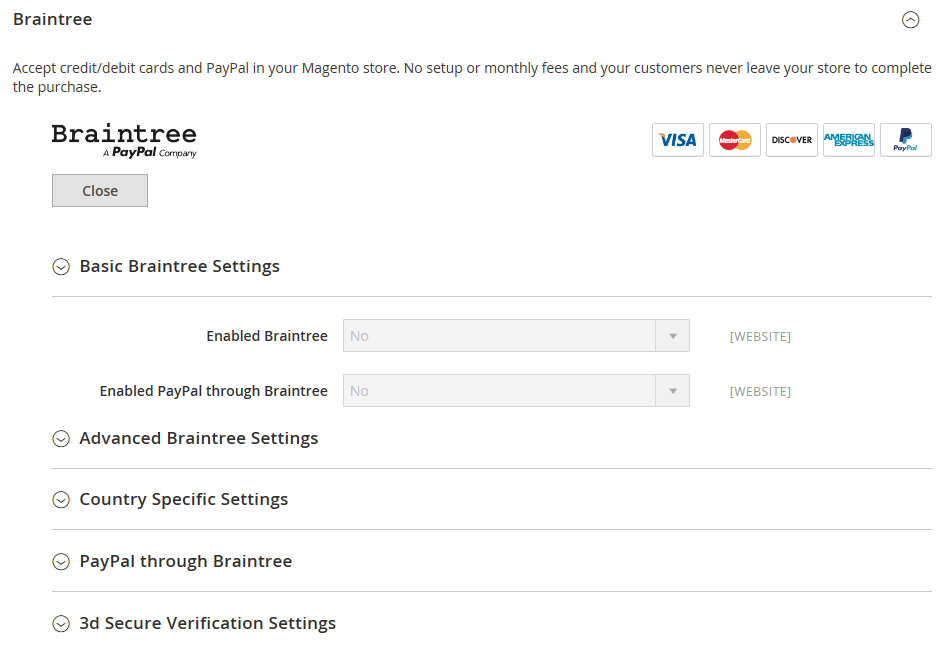 Braintree
Accept credit/debit cards and PayPal in your Magento store. No setup or monthly fees and your customers never leave your store to complete
the purchase.
Braintree
A PayPal Company
VISA MasterCard DISCOVER AMERICAN EXPRESS PayPal
Close
Basic Braintree Settings
Enabled Braintree No [WEBSITE]
Enabled PayPal through Braintree No [WEBSITE]
Advanced Braintree Settings
Country Specific Settings
PayPal through Braintree
3d Secure Verification Settings